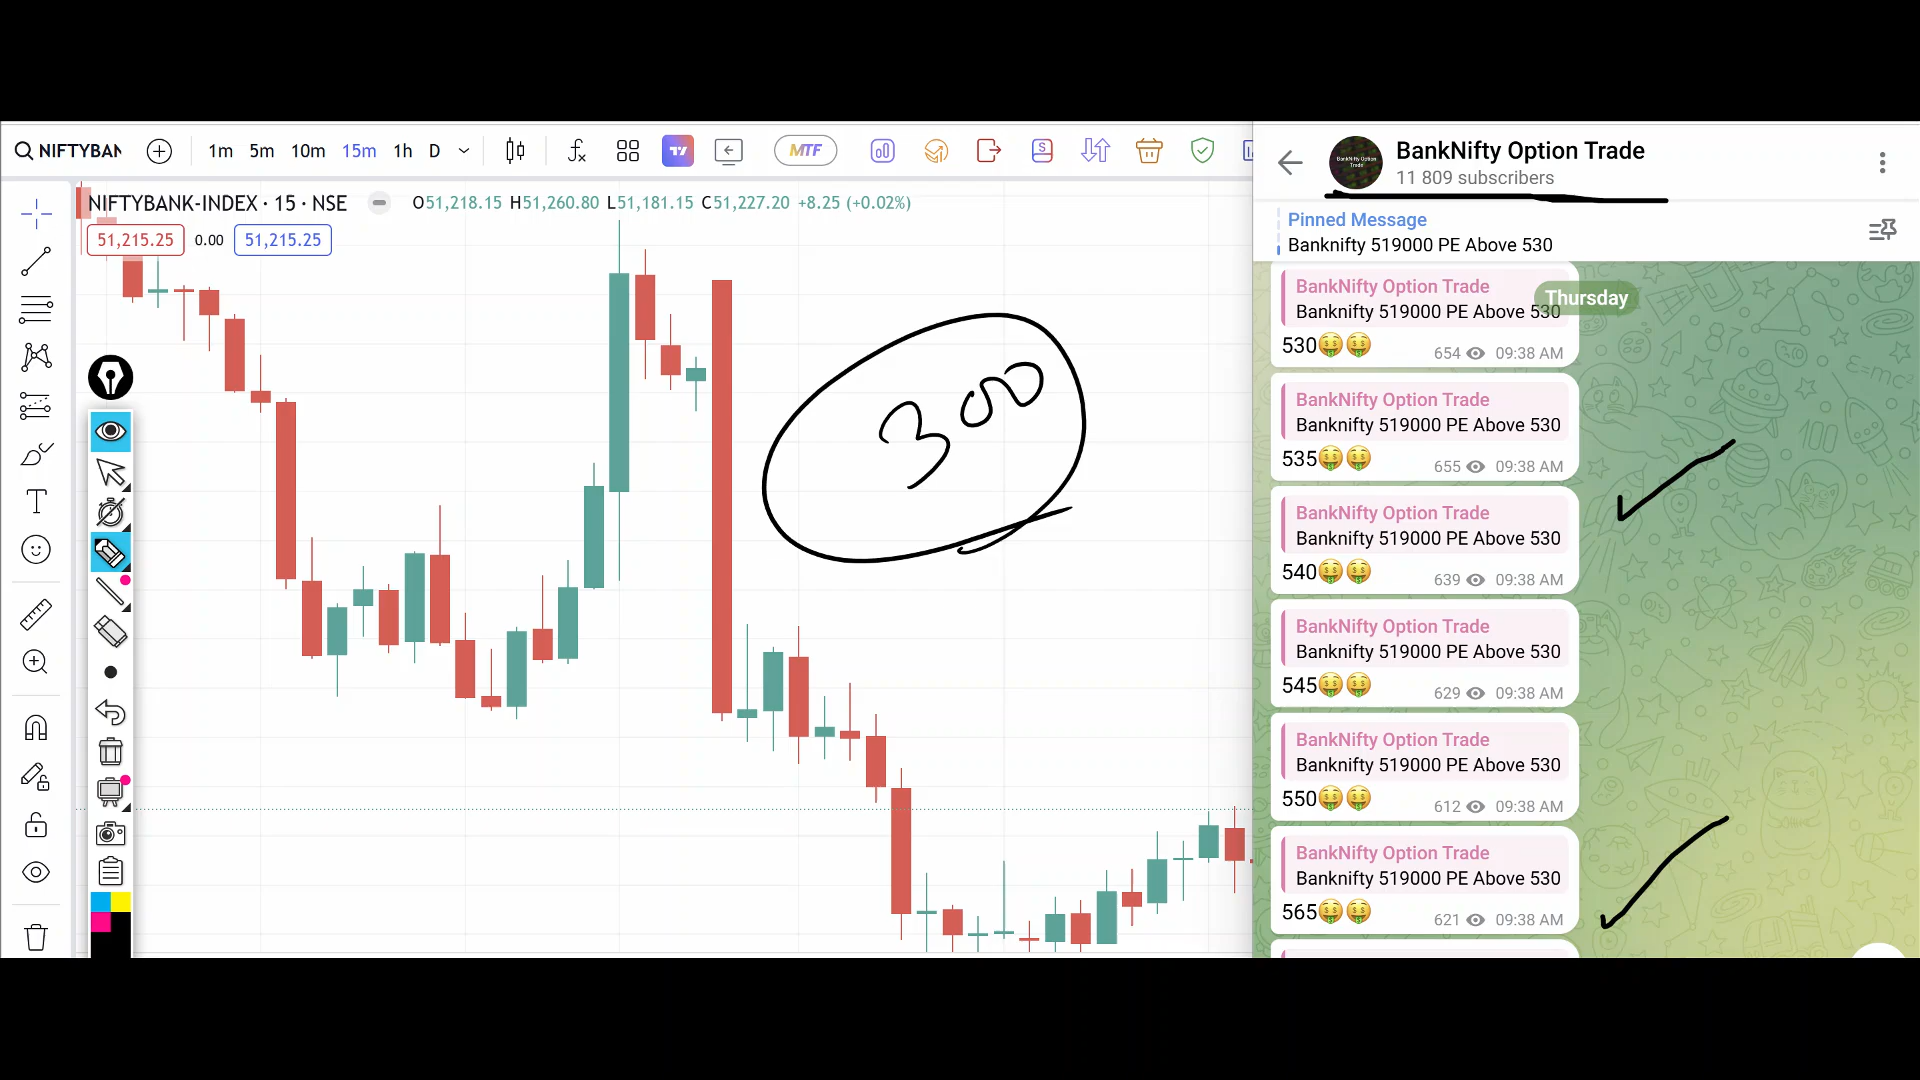 NIFTYBAN
1m 5m 10m 15m 1h D
MTF
NIFTYBANK-INDEX · 15 · NSE
O51,218.15 H51,260.80 L51,181.15 C51,227.20 +8.25 (+0.02%)
51,215.25 0.00 51,215.25
300
BankNifty Option Trade
11 809 subscribers
Pinned Message
Banknifty 519000 PE Above 530
Thursday
BankNifty Option Trade
Banknifty 519000 PE Above 530
530🤑🤑 654 09:38 AM
BankNifty Option Trade
Banknifty 519000 PE Above 530
535🤑🤑 655 09:38 AM
BankNifty Option Trade
Banknifty 519000 PE Above 530
540🤑🤑 639 09:38 AM
BankNifty Option Trade
Banknifty 519000 PE Above 530
545🤑🤑 629 09:38 AM
BankNifty Option Trade
Banknifty 519000 PE Above 530
550🤑🤑 612 09:38 AM
BankNifty Option Trade
Banknifty 519000 PE Above 530
565🤑🤑 621 09:38 AM